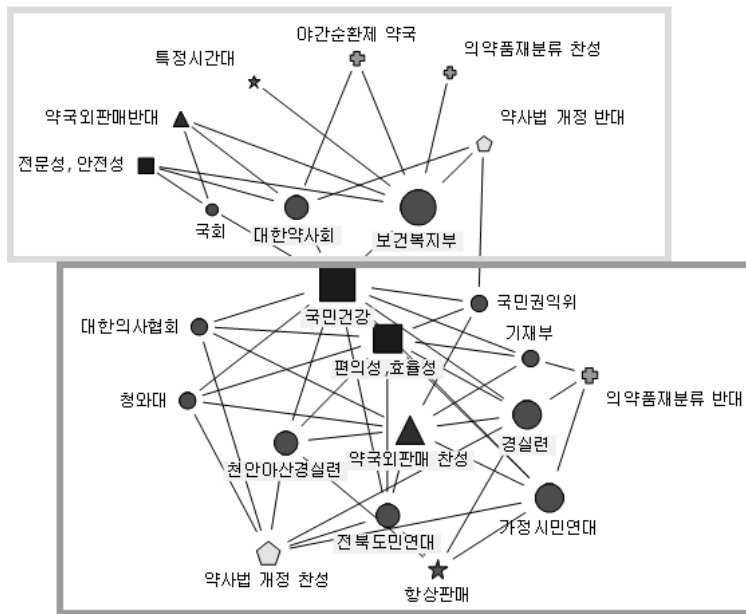 야간순환제 약국
의약품재분류 찬성
특정시간대
약국외판매반대
약사법 개정 반대
전문성,안전성
국회
대한약사회
보건복지부
국민건강
국민권익위
대한의사협회
기재부
편의성,효율성
청와대
의약품재분류 반대
약국외판매 찬성
경실련
천안아산경실련
전북도민연대
가정시민연대
약사법 개정 찬성
항상판매